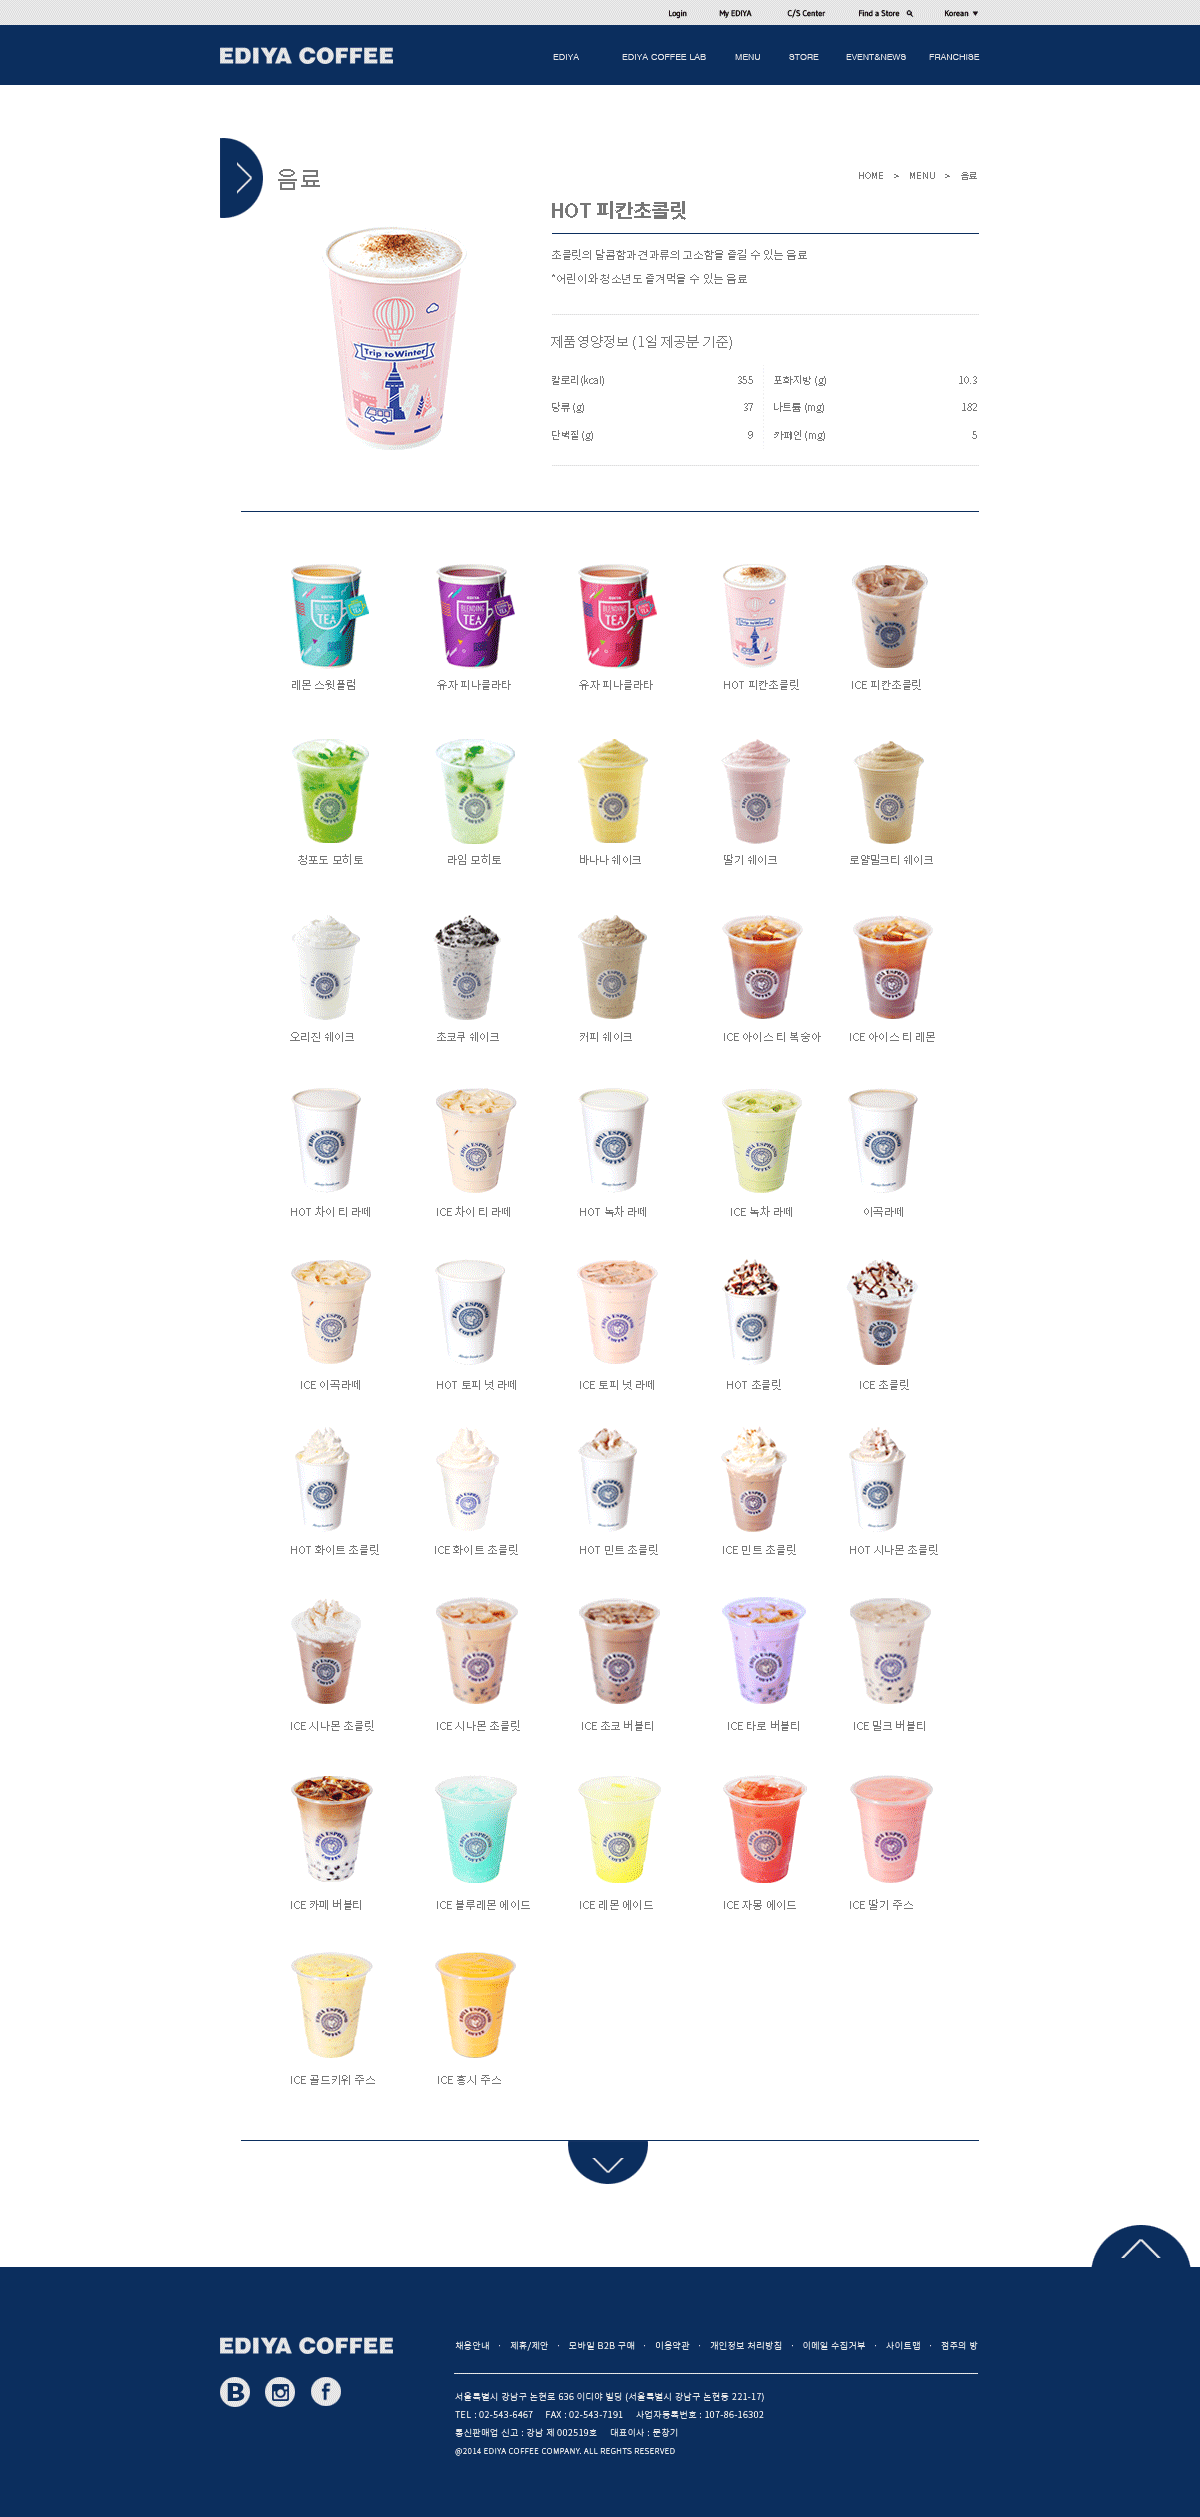 Login My EDIYA C/S Center Find a Store Korean ▼
EDIYA COFFEE EDIYA EDIYA COFFEE LAB MENU STORE EVENT&NEWS FRANCHISE
음료
HOME > MENU > 음료
HOT 피칸초콜릿
초콜릿의 달콤함과 견과류의 고소함을 즐길 수 있는 음료
*어린이와 청소년도 즐겨먹을 수 있는 음료
제품영양정보 (1일 제공분 기준)
칼로리(kcal) 355 포화지방 (g) 10.3
당류 (g) 37 나트륨 (mg) 182
단백질 (g) 9 카페인 (mg) 5
Trip to Winter
BLENDING TEA BLENDING TEA BLENDING TEA
레몬 스윗플럼 유자 피나콜라타 유자 피나콜라타 HOT 피칸초콜릿 ICE 피칸초콜릿
청포도 모히토 라임 모히토 바나나 쉐이크 딸기 쉐이크 로얄밀크티 쉐이크
오리진 쉐이크 초코쿠 쉐이크 커피 쉐이크 ICE 아이스 티 복숭아 ICE 아이스 티 레몬
HOT 차이 티 라떼 ICE 차이 티 라떼 HOT 녹차 라떼 ICE 녹차 라떼 이곡라떼
ICE 이곡라떼 HOT 토피 넛 라떼 ICE 토피 넛 라떼 HOT 초콜릿 ICE 초콜릿
HOT 화이트 초콜릿 ICE 화이트 초콜릿 HOT 민트 초콜릿 ICE 민트 초콜릿 HOT 시나몬 초콜릿
ICE 시나몬 초콜릿 ICE 시나몬 초콜릿 ICE 초코 버블티 ICE 타로 버블티 ICE 밀크 버블티
ICE 카페 버블티 ICE 블루레몬 에이드 ICE 레몬 에이드 ICE 자몽 에이드 ICE 딸기 주스
ICE 골드키위 주스 ICE 홍시 주스
EDIYA COFFEE
채용안내 · 제휴/제안 · 모바일 B2B 구매 · 이용약관 · 개인정보 처리방침 · 이메일 수집거부 · 사이트맵 · 점주의 방
서울특별시 강남구 논현로 636 이디야 빌딩 (서울특별시 강남구 논현동 221-17)
TEL : 02-543-6467 FAX : 02-543-7191 사업자등록번호 : 107-86-16302
통신판매업 신고 : 강남 제 002519호 대표이사 : 문창기
@2014 EDIYA COFFEE COMPANY. ALL REGHTS RESERVED